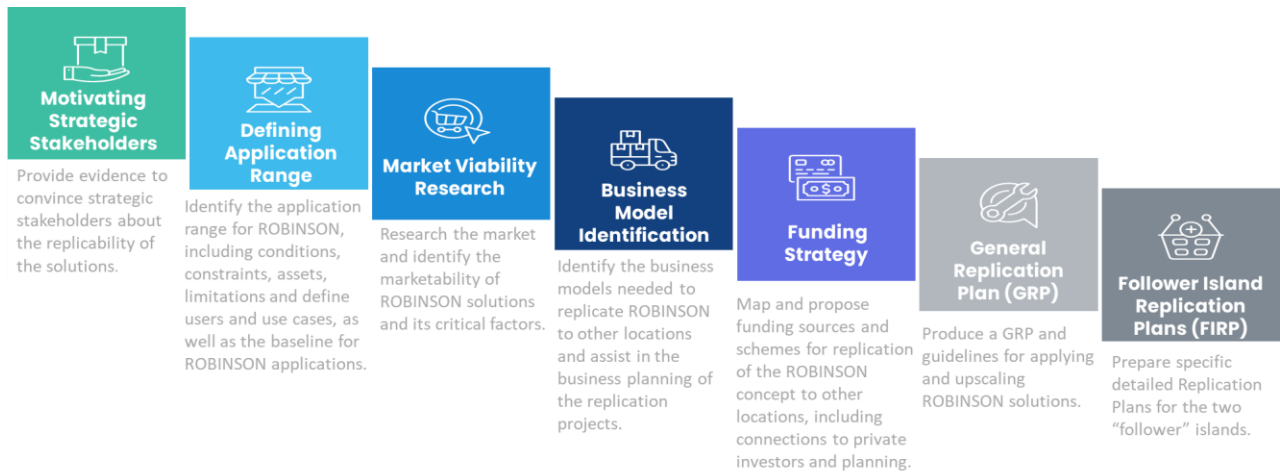 Motivating
Strategic
Stakeholders
Provide evidence to
convince strategic
stakeholders about
the replicability of
the solutions.
Defining
Application
Range
Identify the application
range for ROBINSON,
including conditions,
constraints, assets,
limitations and define
users and use cases, as
well as the baseline for
ROBINSON applications.
Market Viability
Research
Research the market
and identify the
marketability of
ROBINSON solutions
and its critical factors.
Business
Model
Identification
Identify the business
models needed to
replicate ROBINSON
to other locations
and assist in the
business planning of
the replication
projects.
Funding
Strategy
Map and propose
funding sources and
schemes for replication
of the ROBINSON
concept to other
locations, including
connections to private
investors and planning.
General
Replication
Plan (GRP)
Produce a GRP and
guidelines for applying
and upscaling
ROBINSON solutions.
Follower Island
Replication
Plans (FIRP)
Prepare specific
detailed Replication
Plans for the two
“follower” islands.